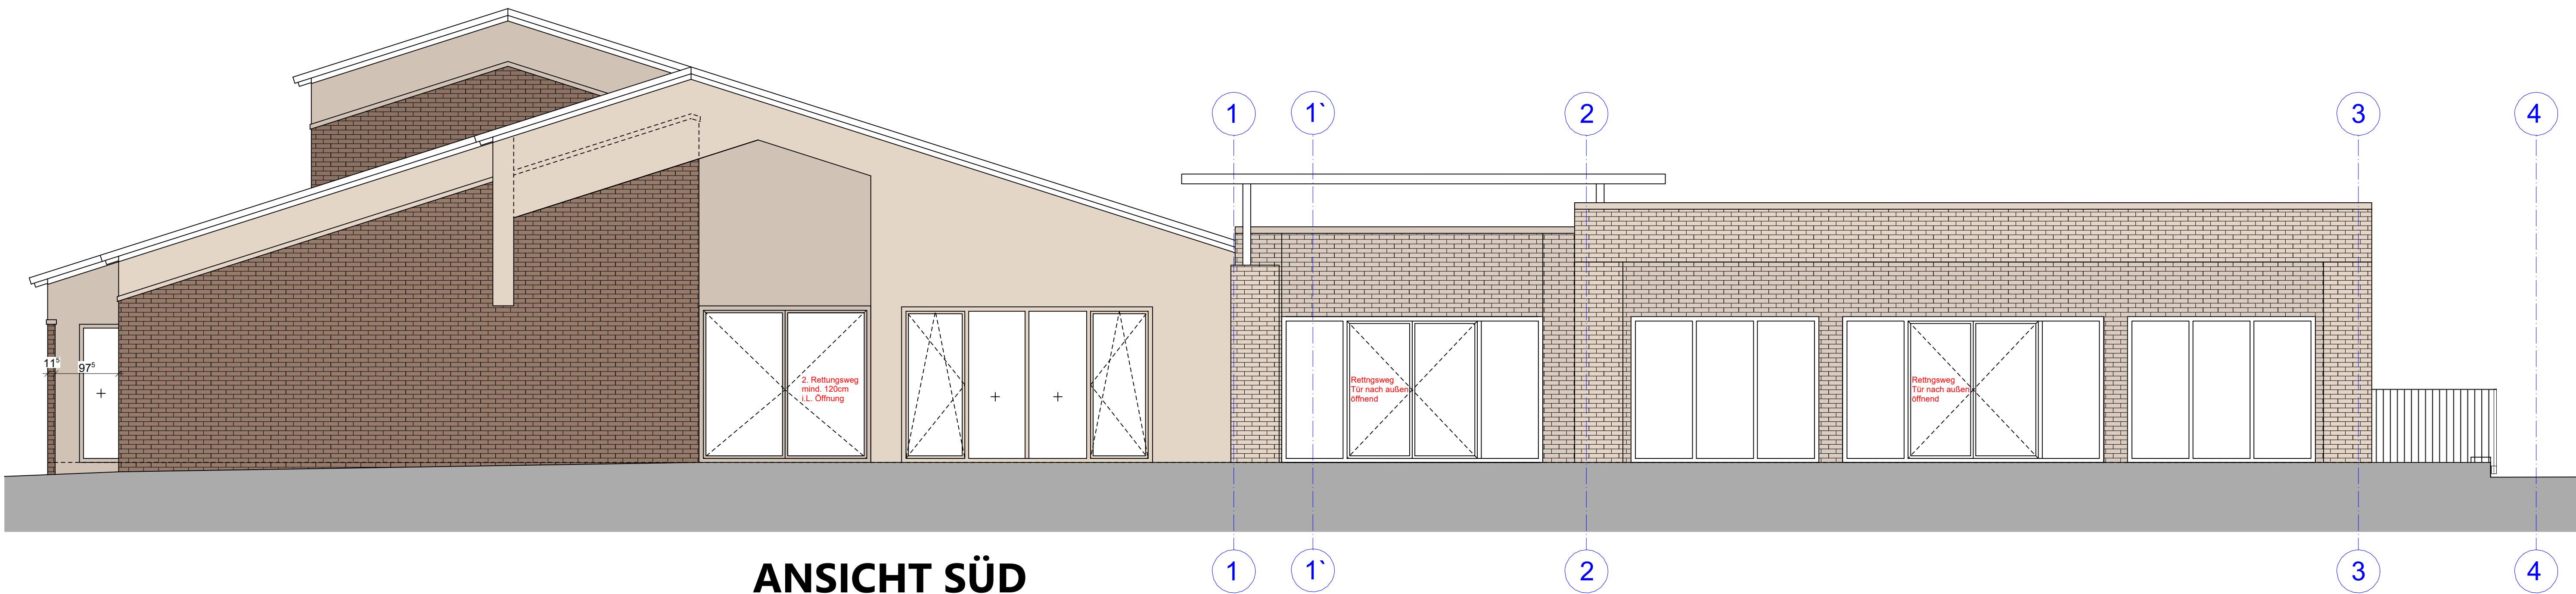 1
1`
2
3
4
11⁵
97⁵
2. Rettungsweg
mind. 120cm
i.L. Öffnung
Rettngsweg
Tür nach außen
öffnend
Rettngsweg
Tür nach außen
öffnend
1
1`
2
3
4
ANSICHT SÜD